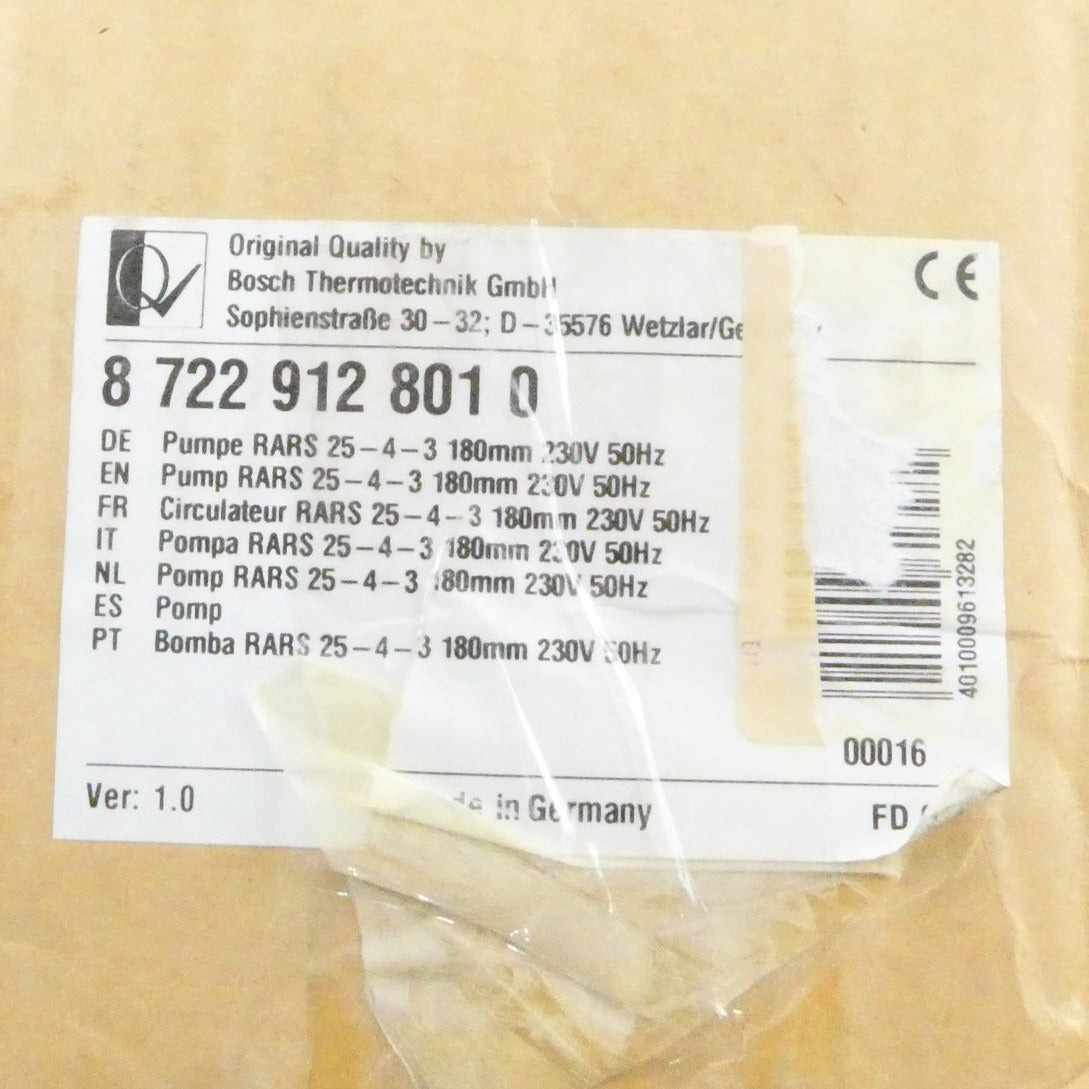 Original Quality by
Bosch Thermotechnik GmbH
Sophienstraße 30-32; D-35576 Wetzlar/Ge
CE
8 722 912 801 0
DE Pumpe RARS 25-4-3 180mm 230V 50Hz
EN Pump RARS 25-4-3 180mm 230V 50Hz
FR Circulateur RARS 25-4-3 180mm 230V 50Hz
IT Pompa RARS 25-4-3 180mm 230V 50Hz
NL Pomp RARS 25-4-3 180mm 230V 50Hz
ES Pomp
PT Bomba RARS 25-4-3 180mm 230V 50Hz
4010009613282
00016
Ver: 1.0
in Germany
FD